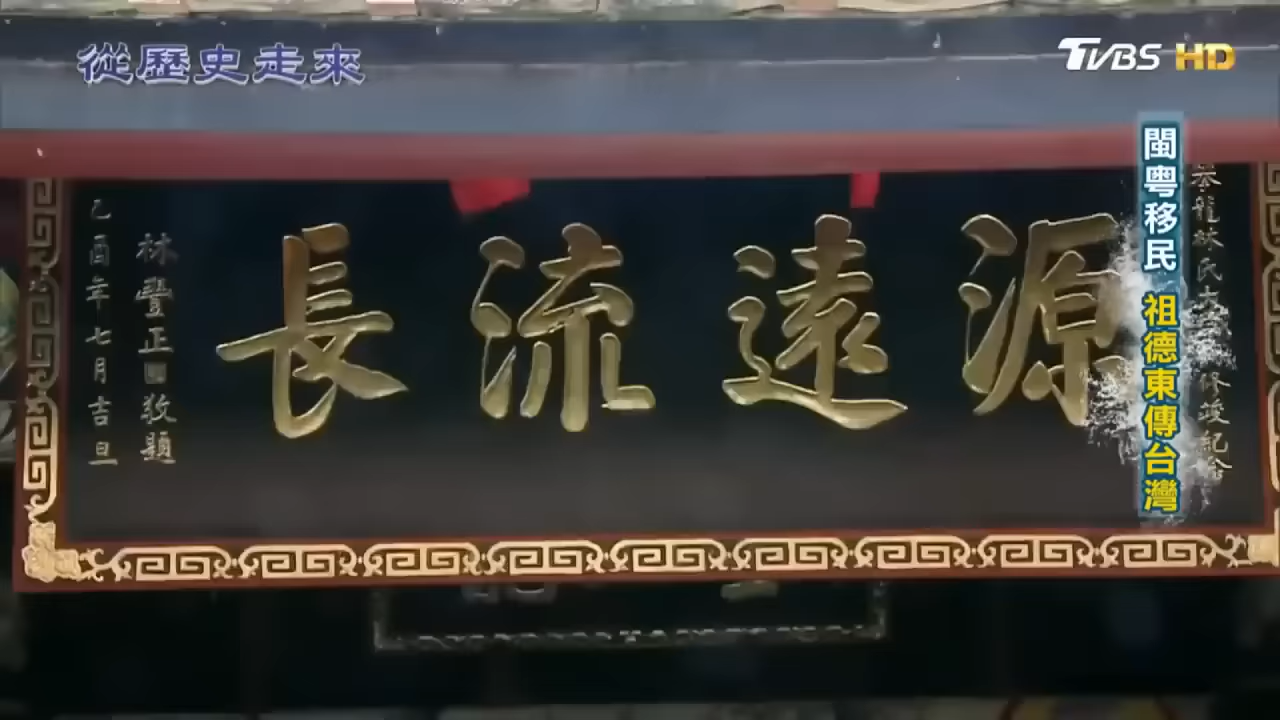 從歷史走來
TVBS HD
閩粵移民 祖德東傳台灣
龍林氏大 修竣紀念
源遠流長
林豐正 敬題
乙酉年七月吉旦